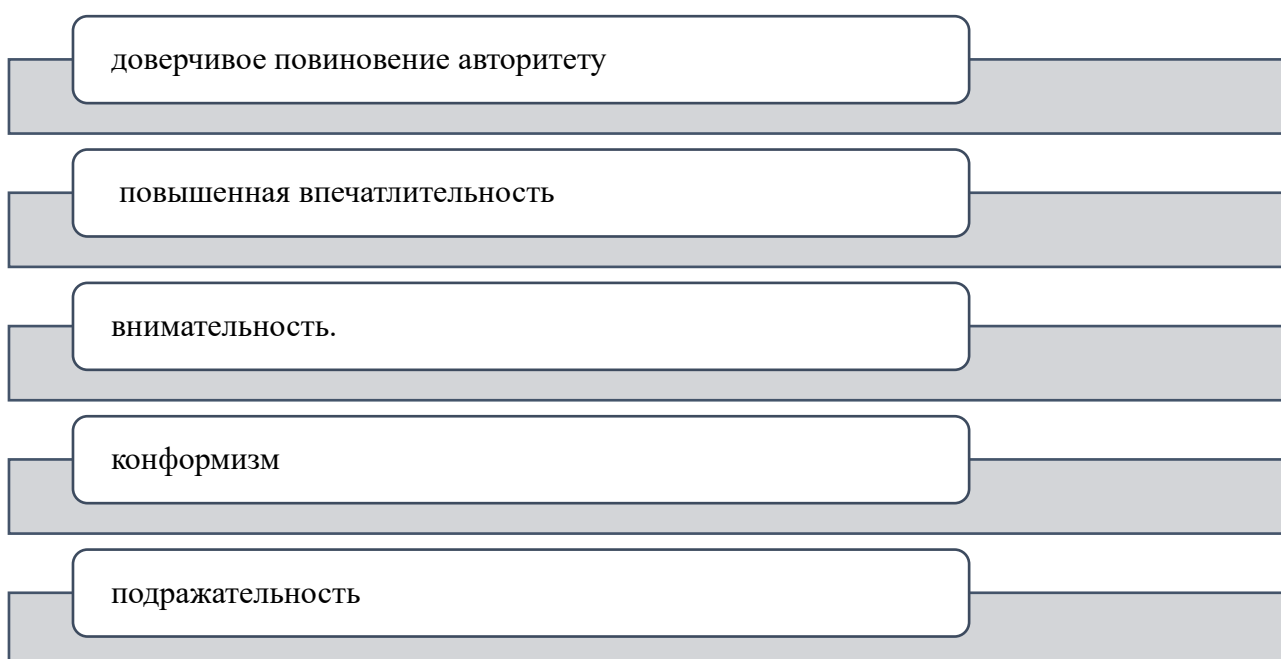 доверчивое повиновение авторитету
повышенная впечатлительность
внимательность.
конформизм
подражательность